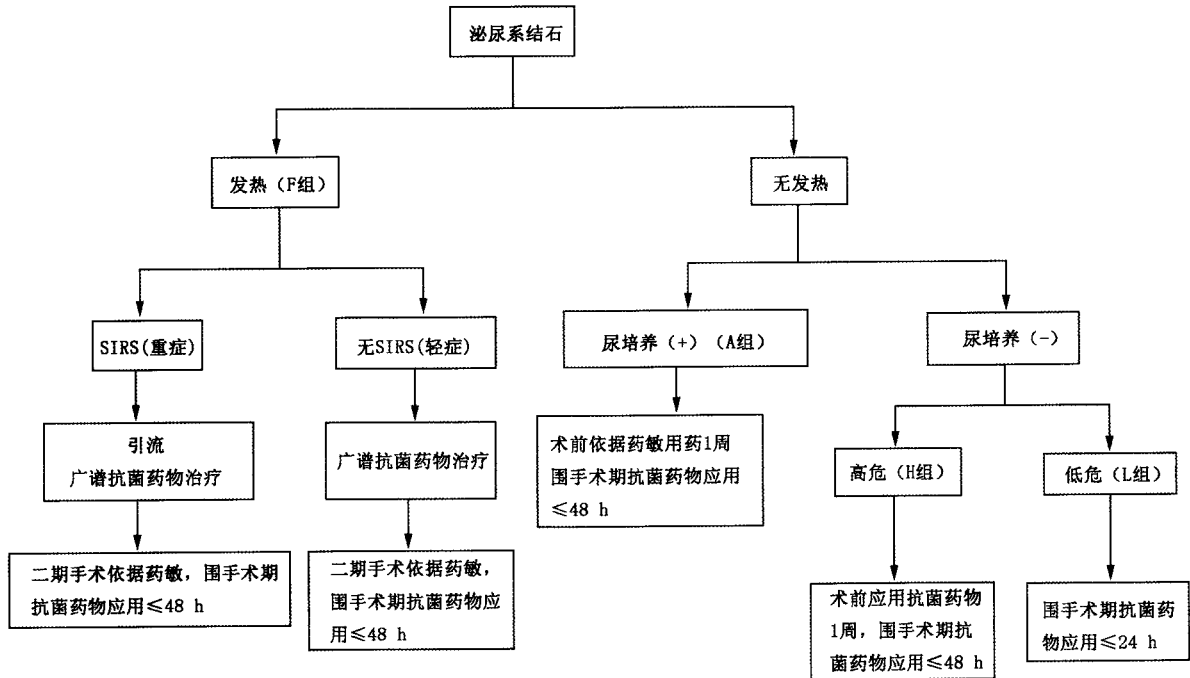 泌尿系结石
发热（F组）
无发热
SIRS(重症)
无SIRS(轻症)
尿培养（+）（A组）
尿培养（-）
引流
广谱抗菌药物治疗
广谱抗菌药物治疗
术前依据药敏用药1周
围手术期抗菌药物应用
≤48 h
高危（H组）
低危（L组）
二期手术依据药敏，围手术期
抗菌药物应用≤48 h
二期手术依据药敏，
围手术期抗菌药物应
用≤48 h
术前应用抗菌药物
1周，围手术期抗
菌药物应用≤48 h
围手术期抗菌药
物应用≤24 h